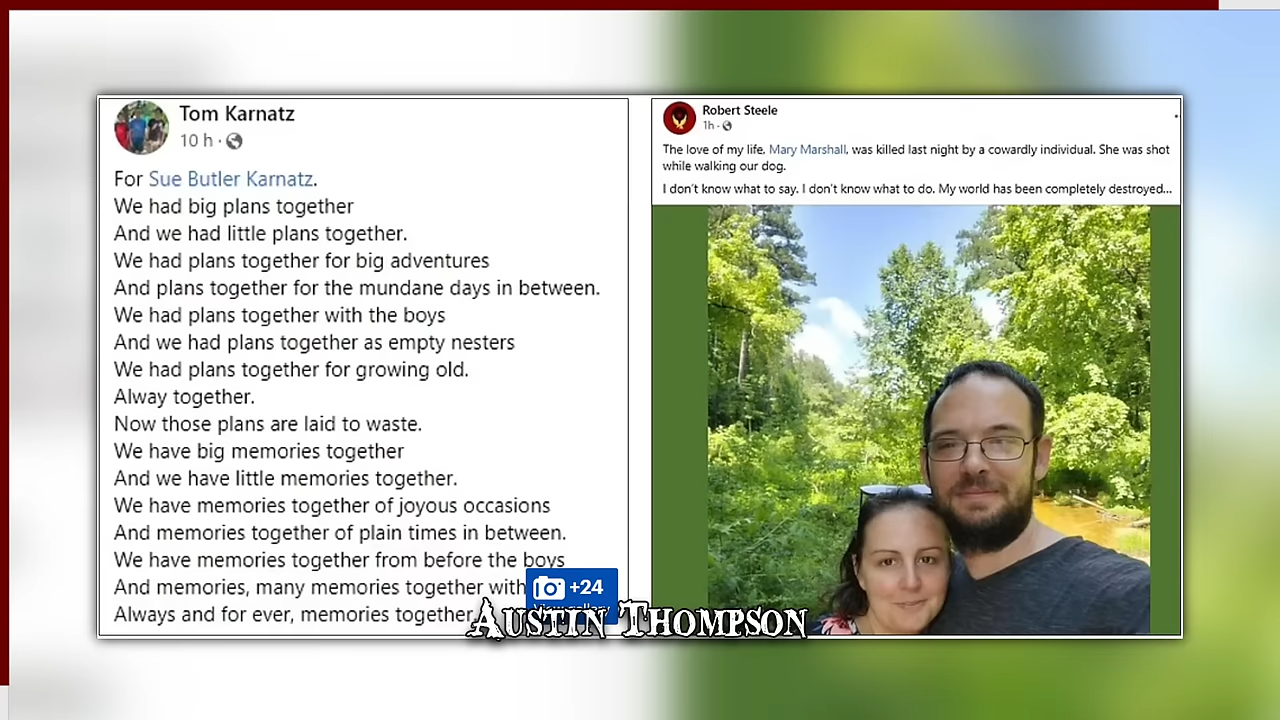 Tom Karnatz
10 h ·
For Sue Butler Karnatz.
We had big plans together
And we had little plans together.
We had plans together for big adventures
And plans together for the mundane days in between.
We had plans together with the boys
And we had plans together as empty nesters
We had plans together for growing old.
Alway together.
Now those plans are laid to waste.
We have big memories together
And we have little memories together.
We have memories together of joyous occasions
And memories together of plain times in between.
We have memories together from before the boys
And memories, many memories together with
Always and for ever, memories together
+24
Robert Steele
1h ·
The love of my life, Mary Marshall, was killed last night by a cowardly individual. She was shot
while walking our dog.
I don't know what to say. I don't know what to do. My world has been completely destroyed...
Austin Thompson